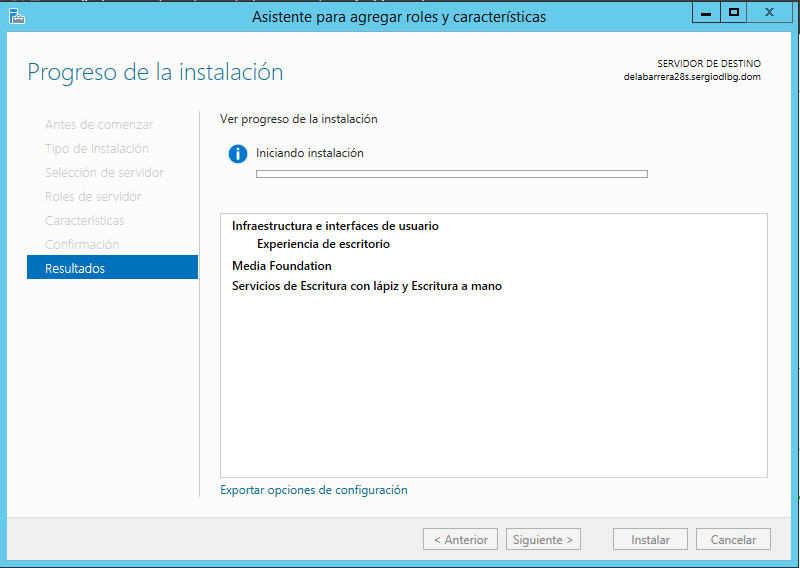 Asistente para agregar roles y características
Progreso de la instalación
SERVIDOR DE DESTINO
delabarrera28s.sergiodlbg.dom
Antes de comenzar
Tipo de instalación
Selección de servidor
Roles de servidor
Características
Confirmación
Resultados
Ver progreso de la instalación
Iniciando instalación
Infraestructura e interfaces de usuario
Experiencia de escritorio
Media Foundation
Servicios de Escritura con lápiz y Escritura a mano
Exportar opciones de configuración
< Anterior
Siguiente >
Instalar
Cancelar